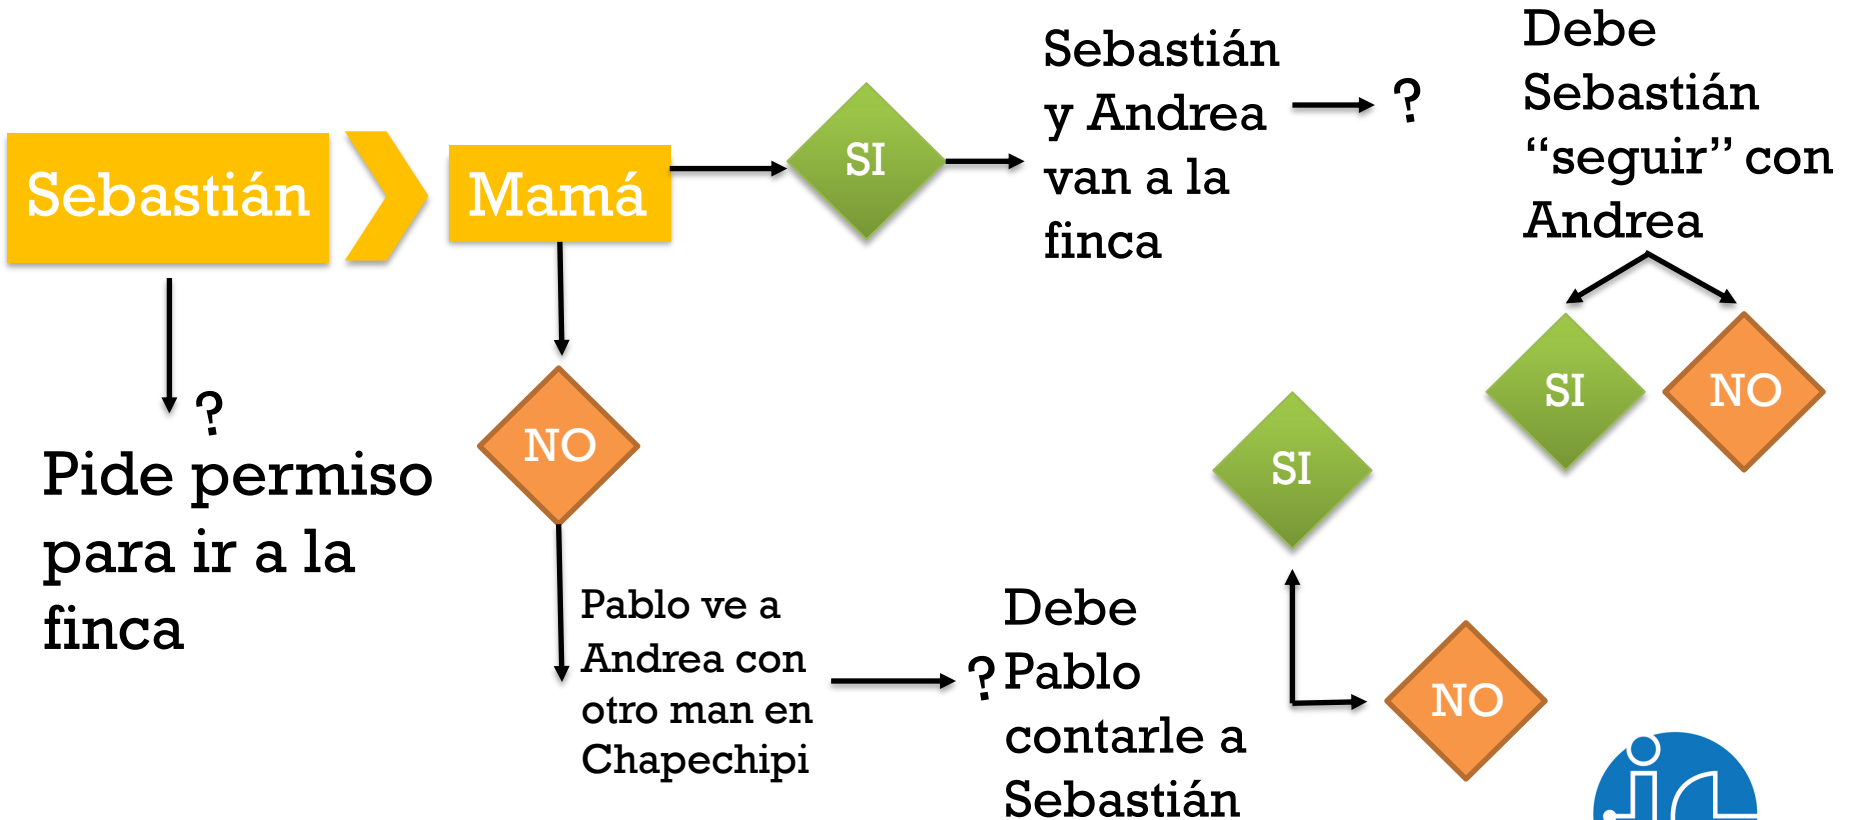 Sebastián
?
Pide permiso
para ir a la
finca
Mamá
SI
Sebastián
y Andrea
van a la
finca
?
Debe
Sebastián
“seguir” con
Andrea
SI
NO
NO
Pablo ve a
Andrea con
otro man en
Chapechipi
?
Debe
Pablo
contarle a
Sebastián
SI
NO